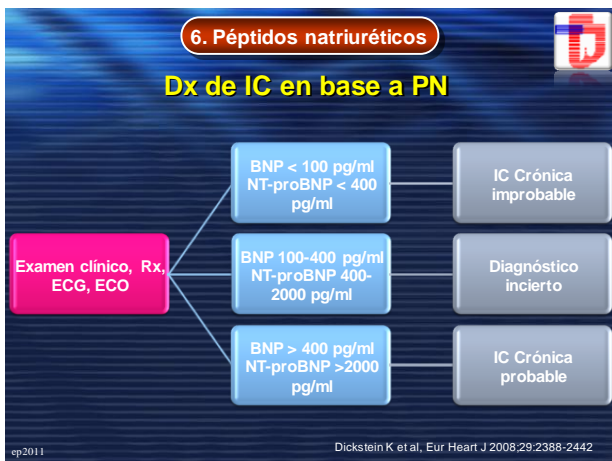 6. Péptidos natriuréticos
Dx de IC en base a PN
BNP < 100 pg/ml
NT-proBNP < 400
pg/ml
IC Crónica
improbable
Examen clínico, Rx,
ECG, ECO
BNP 100-400 pg/ml
NT-proBNP 400-
2000 pg/ml
Diagnóstico
incierto
BNP > 400 pg/ml
NT-proBNP >2000
pg/ml
IC Crónica
probable
ep2011
Dickstein K et al, Eur Heart J 2008;29:2388-2442